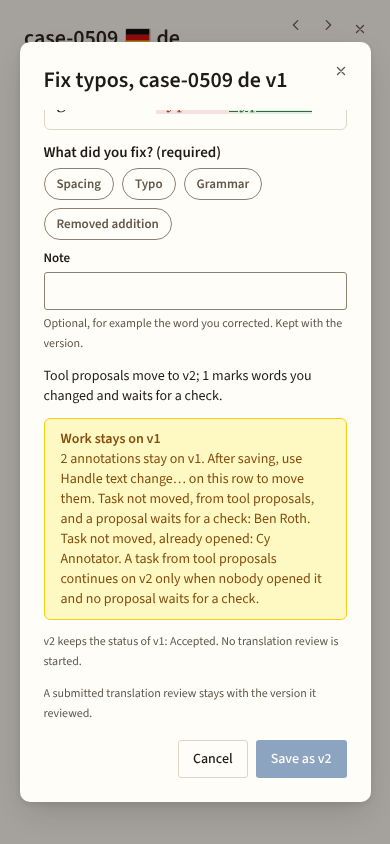 case-0509 de
Fix typos, case-0509 de v1
What did you fix? (required)
Spacing
Typo
Grammar
Removed addition
Note
Optional, for example the word you corrected. Kept with the
version.
Tool proposals move to v2; 1 marks words you
changed and waits for a check.
Work stays on v1
2 annotations stay on v1. After saving, use
Handle text change… on this row to move
them. Task not moved, from tool proposals,
and a proposal waits for a check: Ben Roth.
Task not moved, already opened: Cy
Annotator. A task from tool proposals
continues on v2 only when nobody opened it
and no proposal waits for a check.
v2 keeps the status of v1: Accepted. No translation review is
started.
A submitted translation review stays with the version it
reviewed.
Cancel
Save as v2